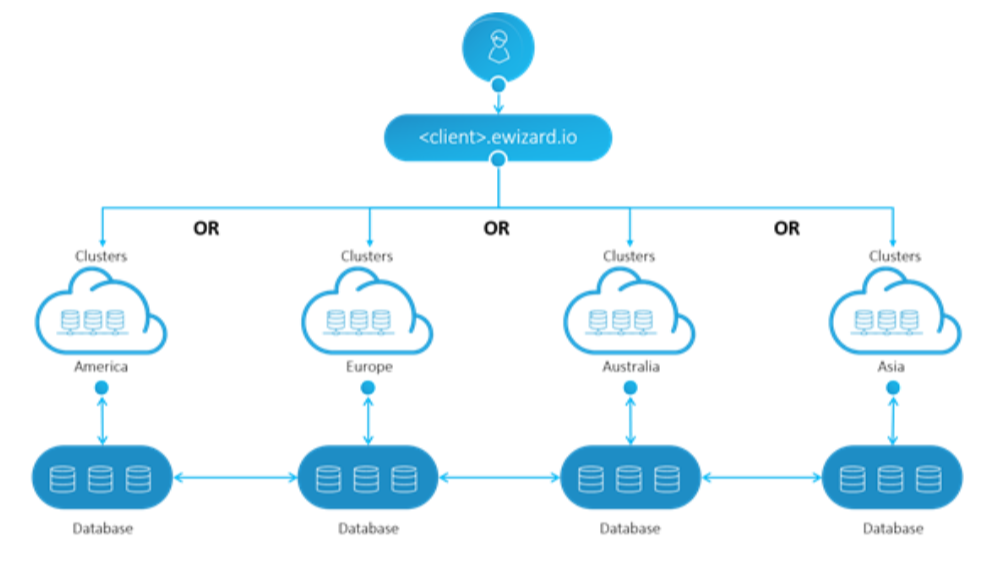 <client>.ewizard.io
OR OR OR
Clusters Clusters Clusters Clusters
America Europe Australia Asia
Database Database Database Database